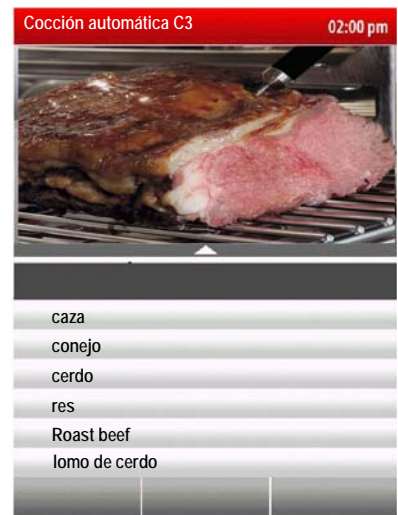 Cocción automática C3
02:00 pm
caza
conejo
cerdo
res
Roast beef
lomo de cerdo